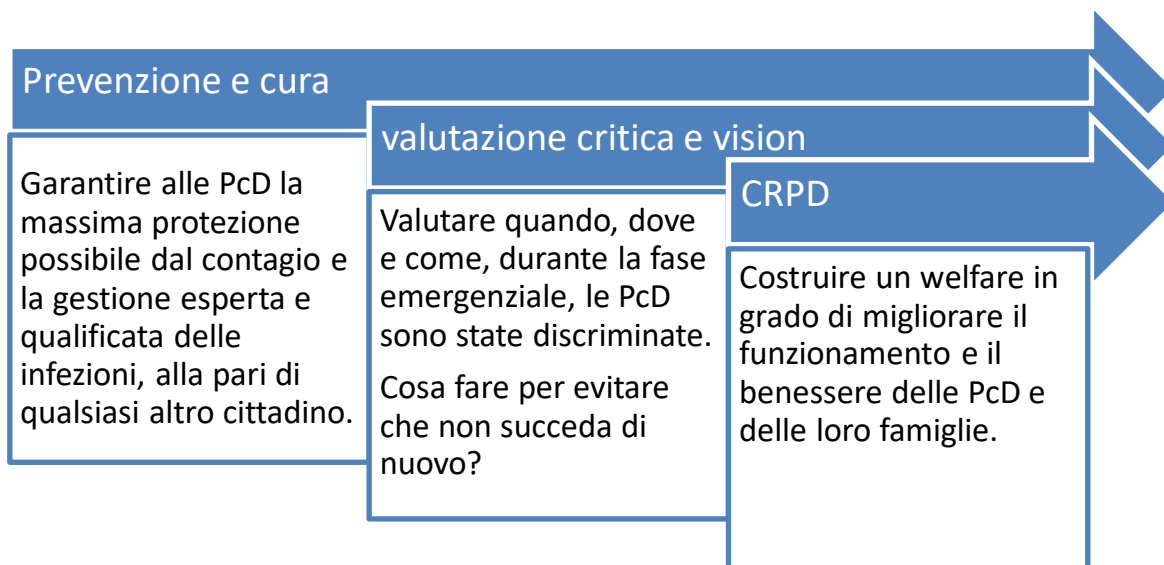 Prevenzione e cura
Garantire alle PcD la
massima protezione
possibile dal contagio e
la gestione esperta e
qualificata delle
infezioni, alla pari di
qualsiasi altro cittadino.
valutazione critica e vision
Valutare quando, dove
e come, durante la fase
emergenziale, le PcD
sono state discriminate.
Cosa fare per evitare
che non succeda di
nuovo?
CRPD
Costruire un welfare in
grado di migliorare il
funzionamento e il
benessere delle PcD e
delle loro famiglie.